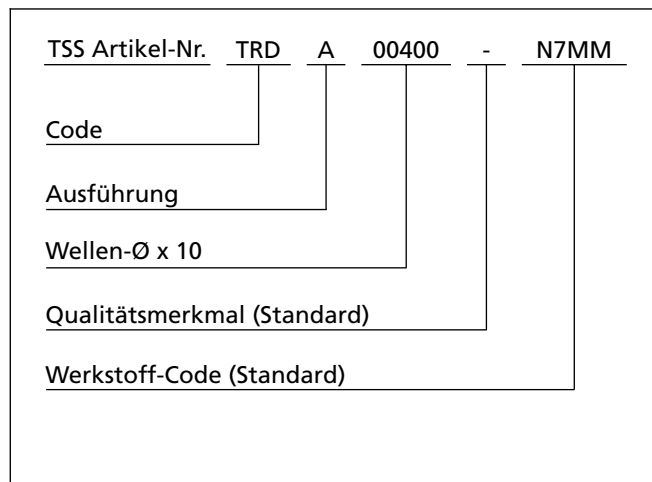 TSS Artikel-Nr. TRD A 00400 - N7MM
Code
Ausführung
Wellen-Ø x 10
Qualitätsmerkmal (Standard)
Werkstoff-Code (Standard)